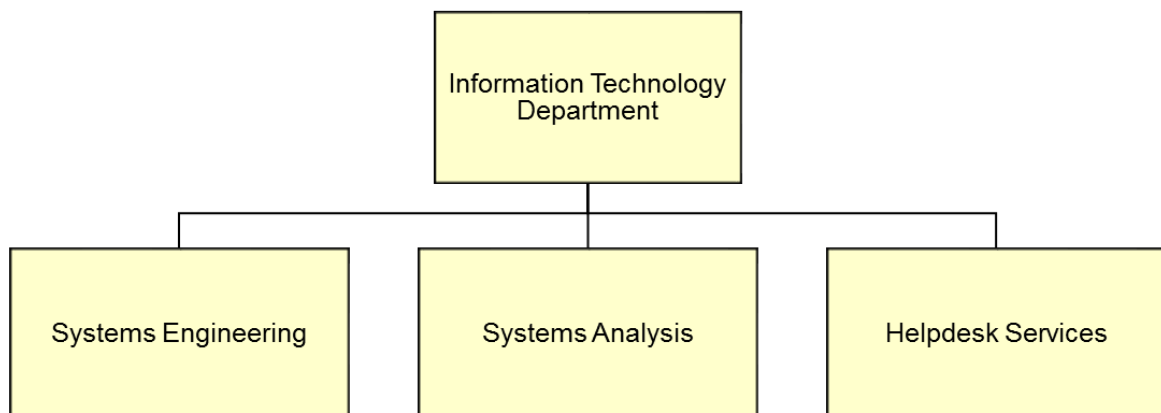 Information Technology
Department
Systems Engineering
Systems Analysis
Helpdesk Services